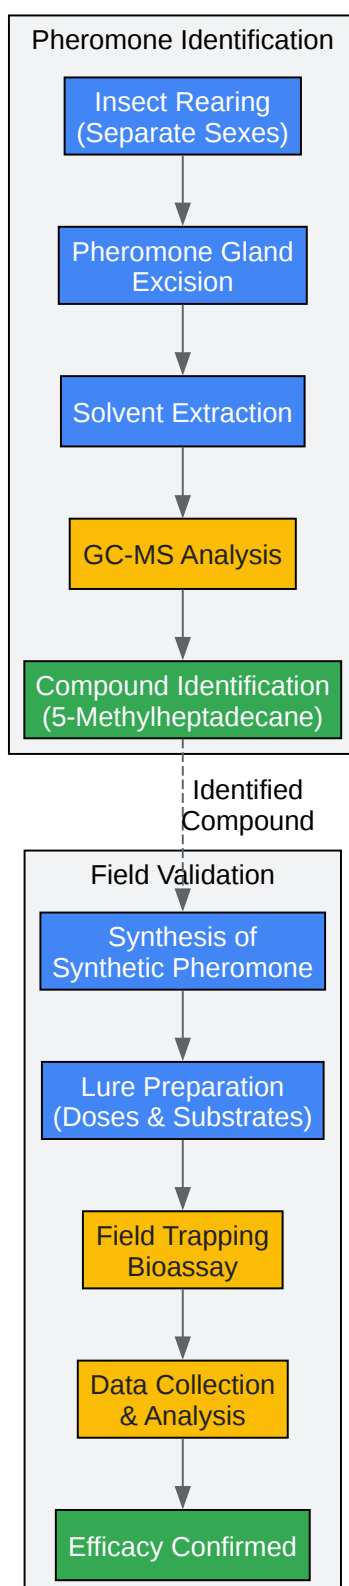 Pheromone Identification
Insect Rearing
(Separate Sexes)
Pheromone Gland
Excision
Solvent Extraction
GC-MS Analysis
Compound Identification
(5-Methylheptadecane)
Identified
Compound
Field Validation
Synthesis of
Synthetic Pheromone
Lure Preparation
(Doses & Substrates)
Field Trapping
Bioassay
Data Collection
& Analysis
Efficacy Confirmed